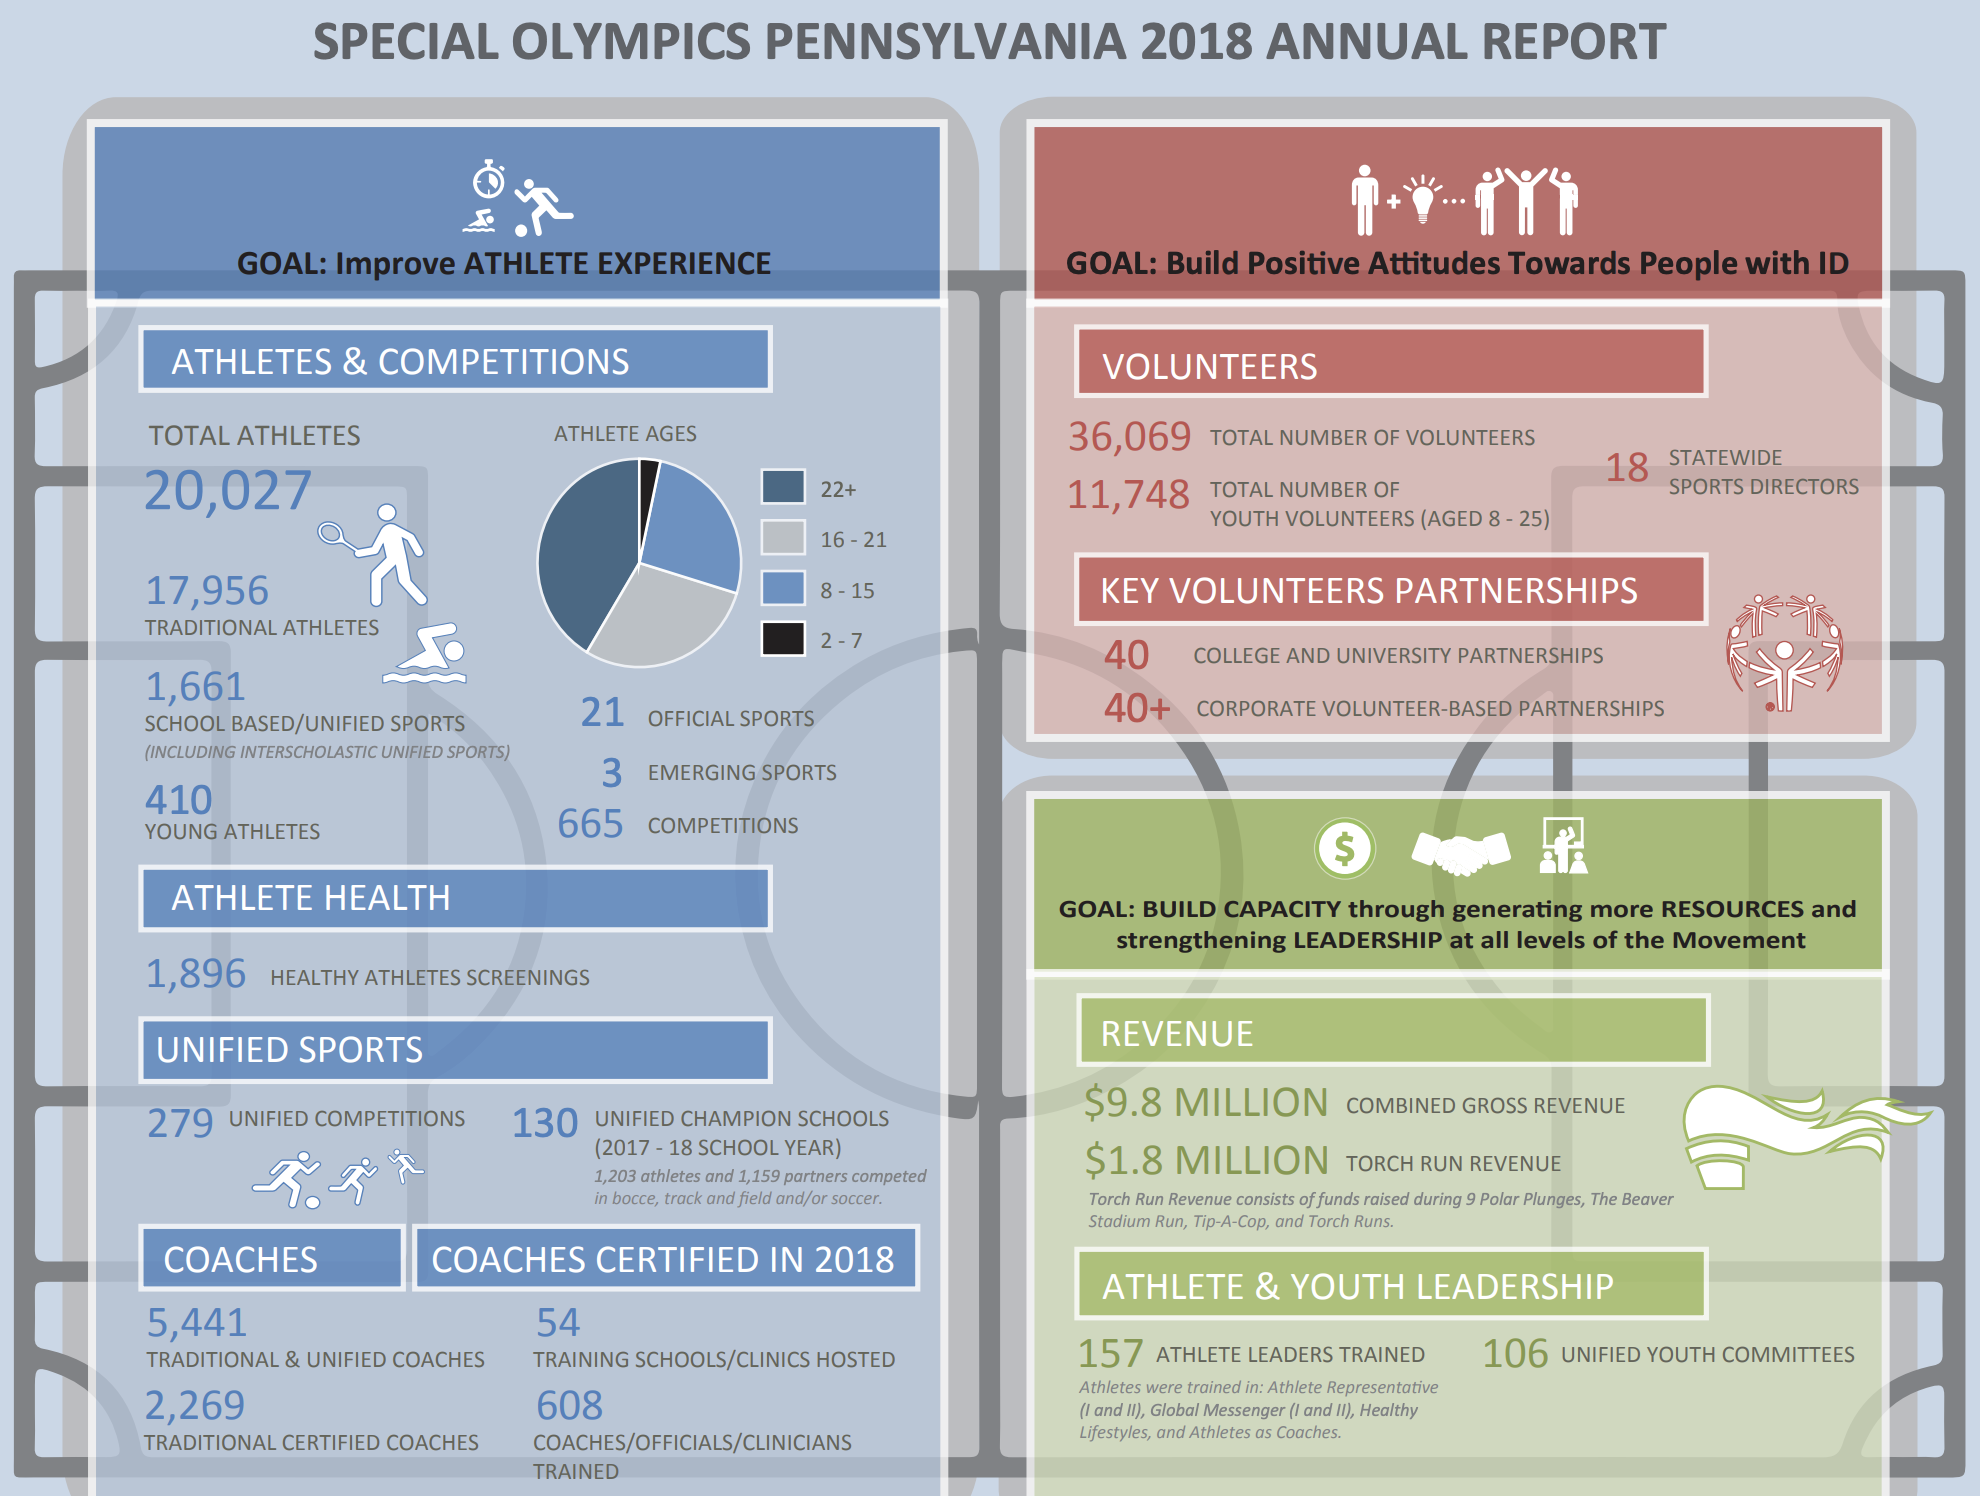 SPECIAL OLYMPICS PENNSYLVANIA 2018 ANNUAL REPORT
GOAL: Improve ATHLETE EXPERIENCE
ATHLETES & COMPETITIONS
TOTAL ATHLETES
20,027
17,956
TRADITIONAL ATHLETES
1,661
SCHOOL BASED/UNIFIED SPORTS
(INCLUDING INTERSCHOLASTIC UNIFIED SPORTS)
410
YOUNG ATHLETES
ATHLETE AGES
22+
16 - 21
8 - 15
2 - 7
21 OFFICIAL SPORTS
3 EMERGING SPORTS
665 COMPETITIONS
ATHLETE HEALTH
1,896 HEALTHY ATHLETES SCREENINGS
UNIFIED SPORTS
279 UNIFIED COMPETITIONS
130 UNIFIED CHAMPION SCHOOLS
(2017 - 18 SCHOOL YEAR)
1,203 athletes and 1,159 partners competed
in bocce, track and field and/or soccer.
COACHES
5,441
TRADITIONAL & UNIFIED COACHES
2,269
TRADITIONAL CERTIFIED COACHES
COACHES CERTIFIED IN 2018
54
TRAINING SCHOOLS/CLINICS HOSTED
608
COACHES/OFFICIALS/CLINICIANS
TRAINED
GOAL: Build Positive Attitudes Towards People with ID
VOLUNTEERS
36,069 TOTAL NUMBER OF VOLUNTEERS
11,748 TOTAL NUMBER OF
YOUTH VOLUNTEERS (AGED 8 - 25)
18 STATEWIDE
SPORTS DIRECTORS
KEY VOLUNTEERS PARTNERSHIPS
40 COLLEGE AND UNIVERSITY PARTNERSHIPS
40+ CORPORATE VOLUNTEER-BASED PARTNERSHIPS
®
$
GOAL: BUILD CAPACITY through generating more RESOURCES and
strengthening LEADERSHIP at all levels of the Movement
REVENUE
$9.8 MILLION COMBINED GROSS REVENUE
$1.8 MILLION TORCH RUN REVENUE
Torch Run Revenue consists of funds raised during 9 Polar Plunges, The Beaver
Stadium Run, Tip-A-Cop, and Torch Runs.
ATHLETE & YOUTH LEADERSHIP
157 ATHLETE LEADERS TRAINED
Athletes were trained in: Athlete Representative
(I and II), Global Messenger (I and II), Healthy
Lifestyles, and Athletes as Coaches.
106 UNIFIED YOUTH COMMITTEES